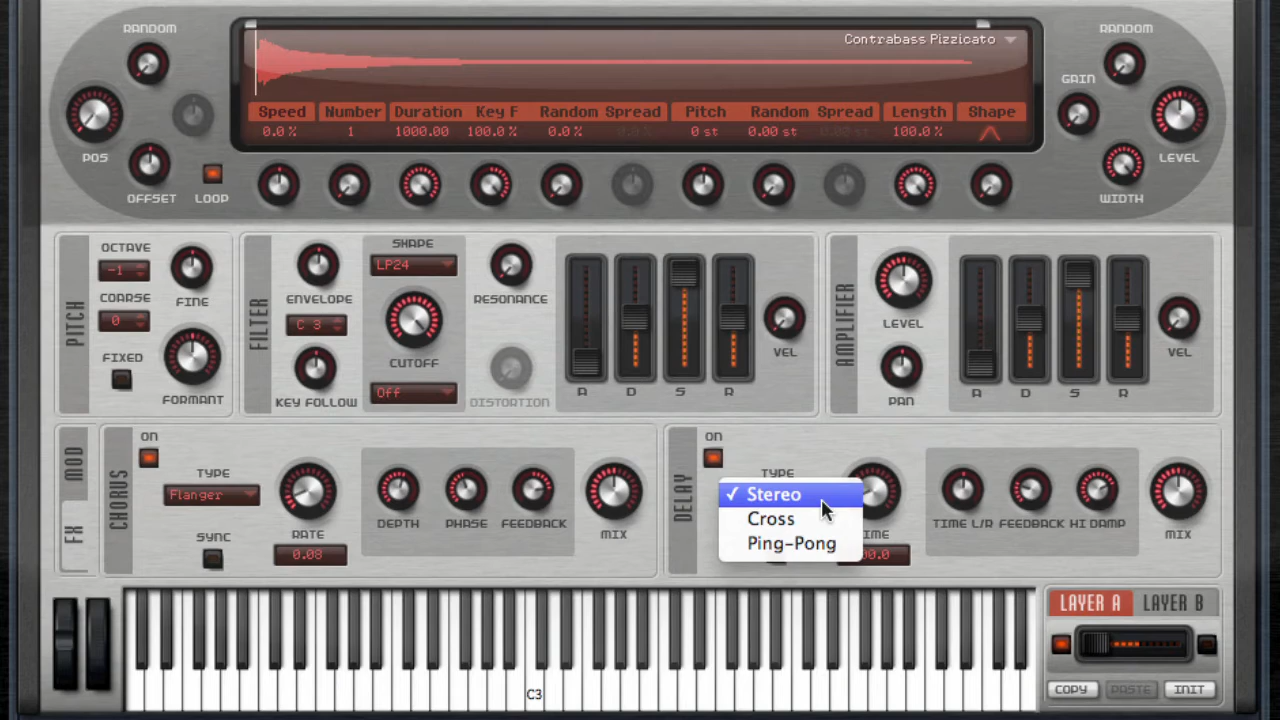 RANDOM
POS
OFFSET
LOOP
Contrabass Pizzicato
Speed Number Duration Key F Random Spread Pitch Random Spread Length Shape
0.0 % 1 1000.00 100.0 % 0.0 % 0 st 0.00 st 100.0 %
RANDOM
GAIN
LEVEL
WIDTH
PITCH
OCTAVE
-1
COARSE
0
FINE
FIXED
FORMANT
FILTER
ENVELOPE
C 3
KEY FOLLOW
SHAPE
LP24
CUTOFF
Off
RESONANCE
DISTORTION
A D S R
VEL
AMPLIFIER
LEVEL
PAN
A D S R
VEL
MOD
FX
CHORUS
ON
TYPE
Flanger
SYNC
RATE
0.08
DEPTH PHASE FEEDBACK
MIX
DELAY
ON
TYPE
✓ Stereo
Cross
Ping-Pong
TIME L/R FEEDBACK HI DAMP
MIX
C3
LAYER A LAYER B
COPY PASTE INIT